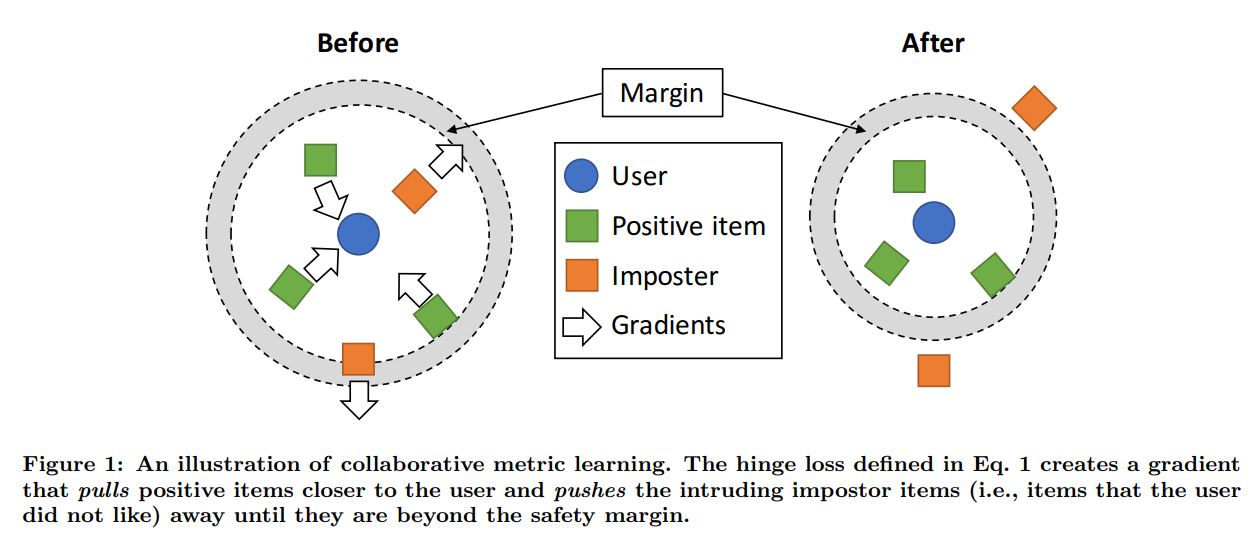 Before
After
Margin
User
Positive item
Imposter
Gradients
Figure 1: An illustration of collaborative metric learning. The hinge loss defined in Eq. 1 creates a gradient
that pulls positive items closer to the user and pushes the intruding impostor items (i.e., items that the user
did not like) away until they are beyond the safety margin.